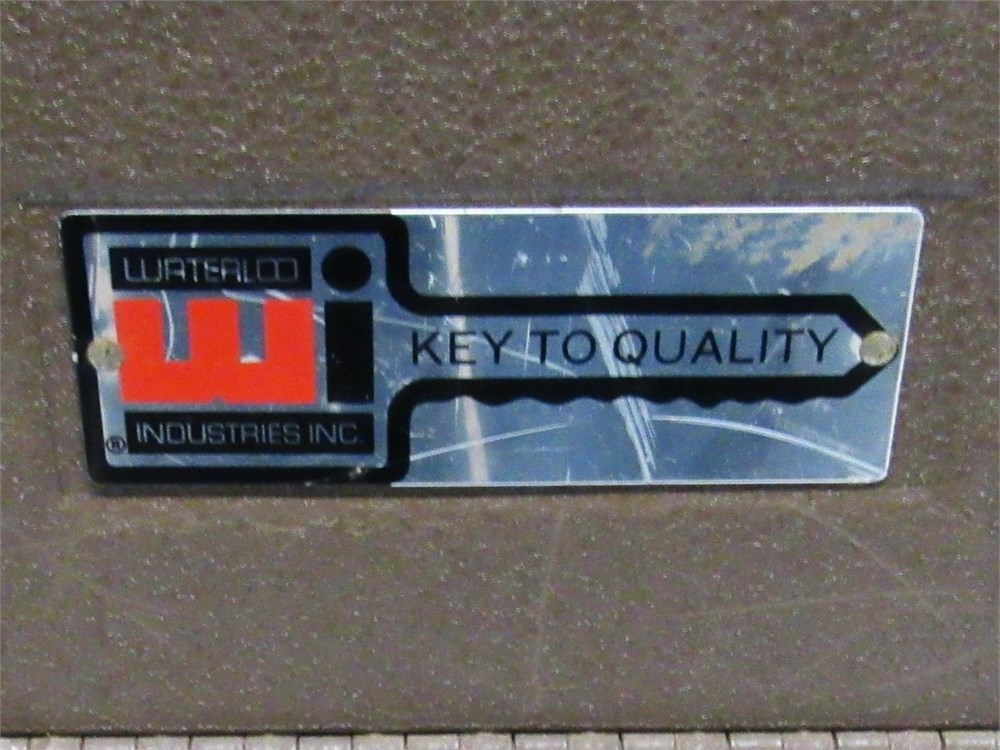 WATERLOO
Wi
® INDUSTRIES INC.
KEY TO QUALITY